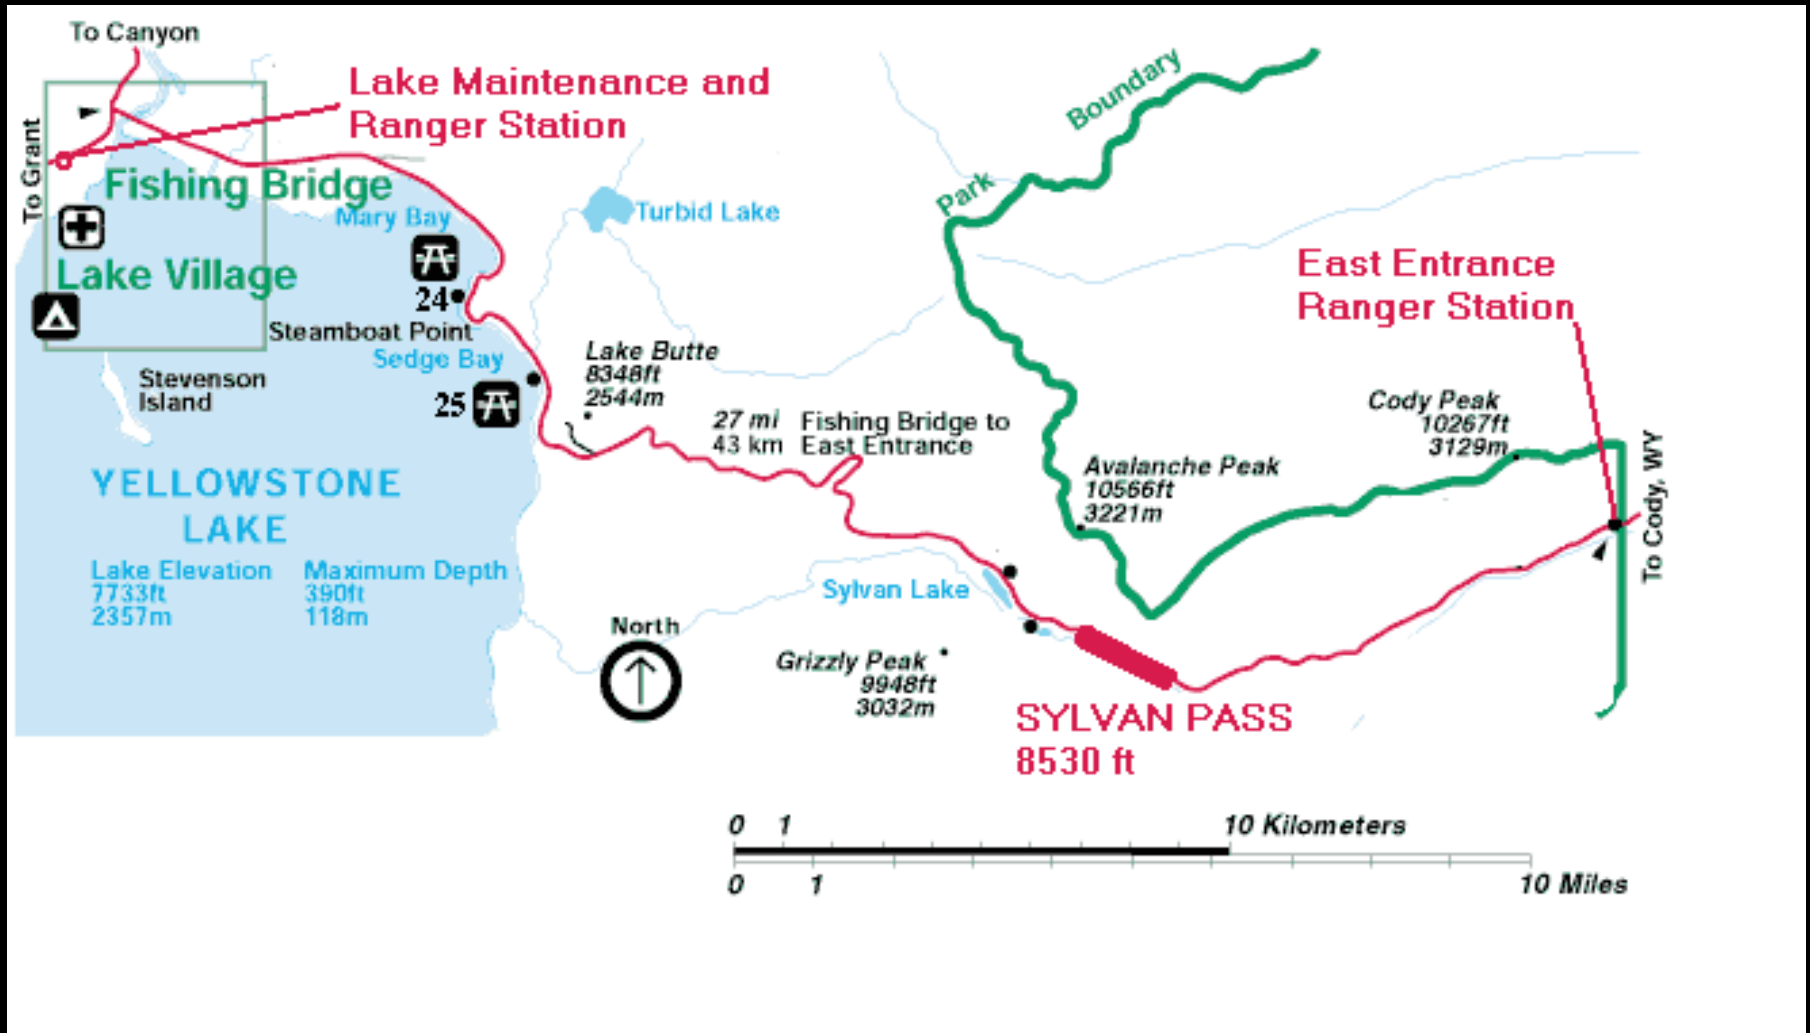 To Canyon
Lake Maintenance and
Ranger Station
To Grant
Fishing Bridge
Mary Bay
Lake Village
24
Steamboat Point
Sedge Bay
25
Stevenson
Island
YELLOWSTONE
LAKE
Lake Elevation
7733ft
2357m
Maximum Depth
390ft
118m
Turbid Lake
Lake Butte
8348ft
2544m
27 mi
43 km
Fishing Bridge to
East Entrance
Park
Boundary
East Entrance
Ranger Station
Cody Peak
10267ft
3129m
Avalanche Peak
10566ft
3221m
To Cody, WY
Sylvan Lake
North
Grizzly Peak
9948ft
3032m
SYLVAN PASS
8530 ft
0 1 10 Kilometers
0 1 10 Miles